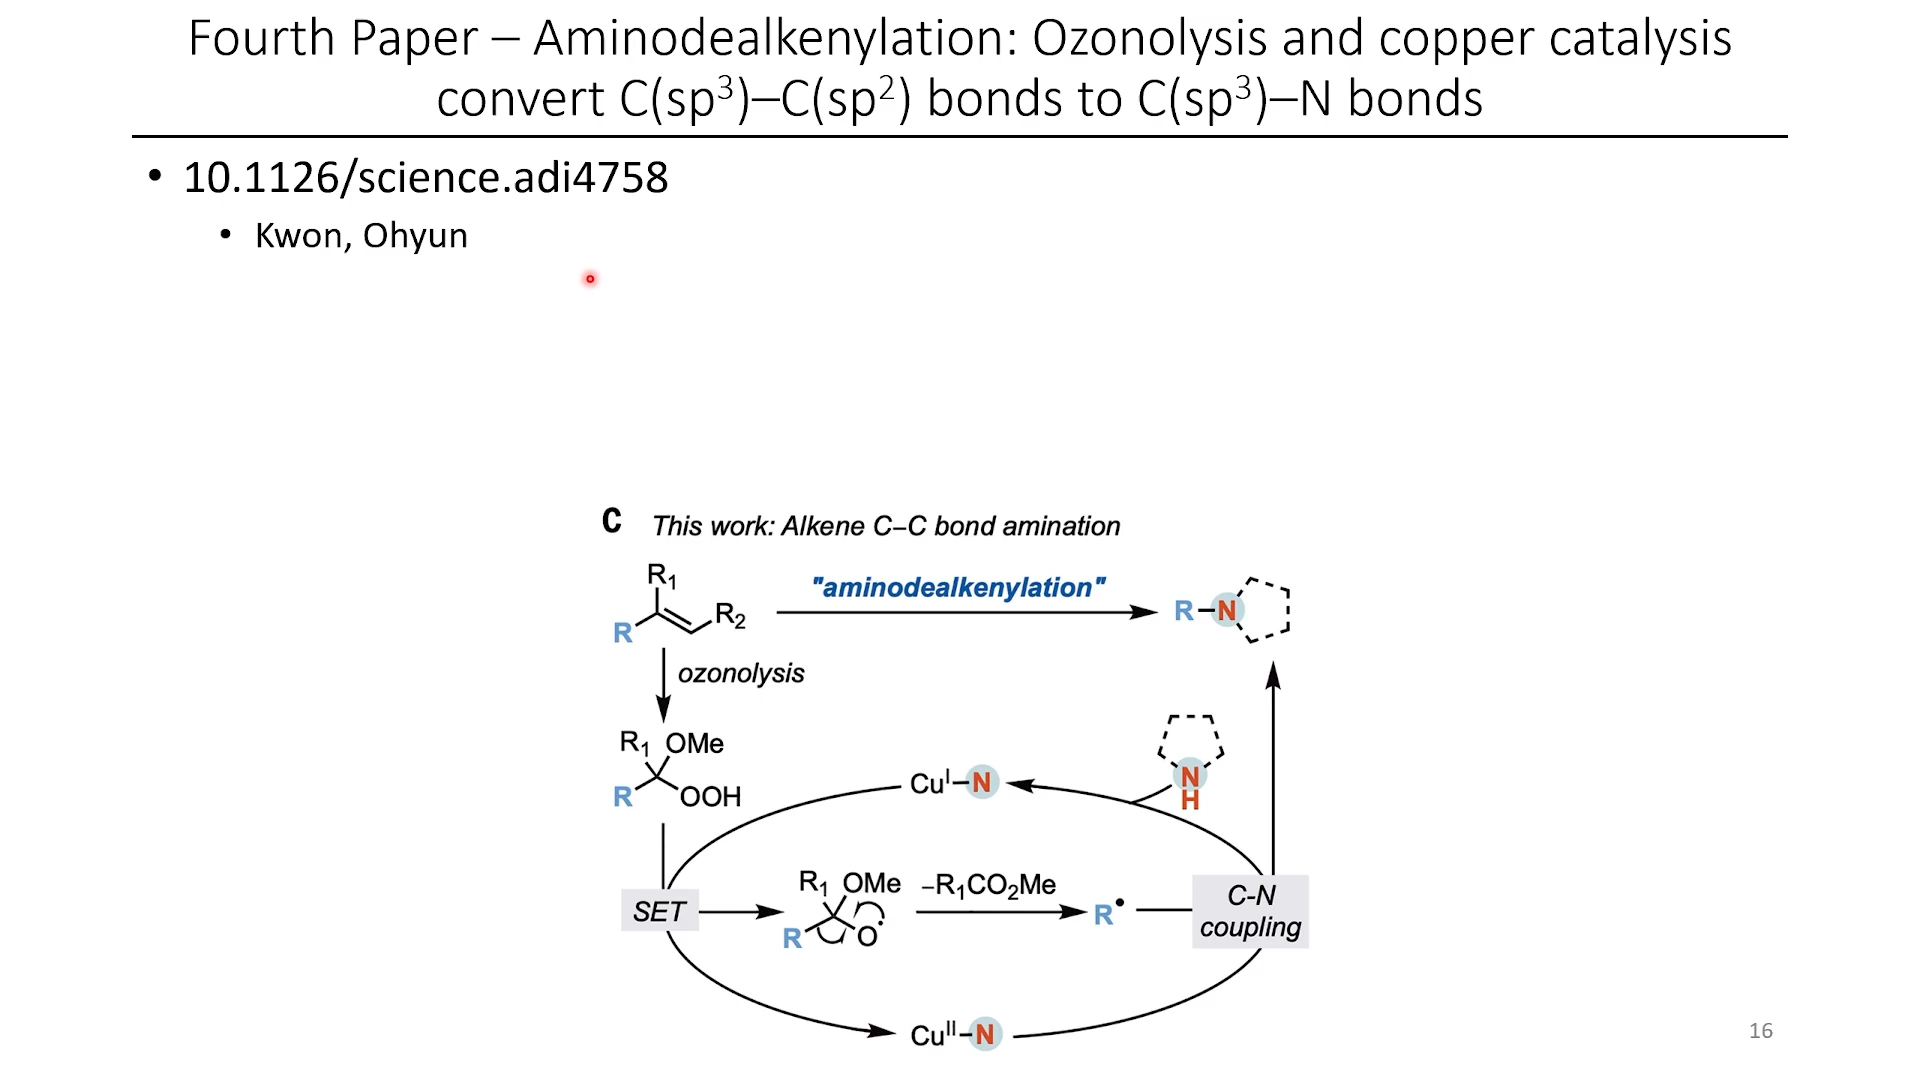 Fourth Paper – Aminodealkenylation: Ozonolysis and copper catalysis
convert C(sp³)–C(sp²) bonds to C(sp³)–N bonds
• 10.1126/science.adi4758
• Kwon, Ohyun
C This work: Alkene C–C bond amination
R₁
R₂
R
"aminodealkenylation"
R–N
ozonolysis
R₁ OMe
R OOH
Cuᴵ–N
N
H
SET
R₁ OMe
R O
–R₁CO₂Me
R•
C-N
coupling
Cuᴵᴵ–N
16